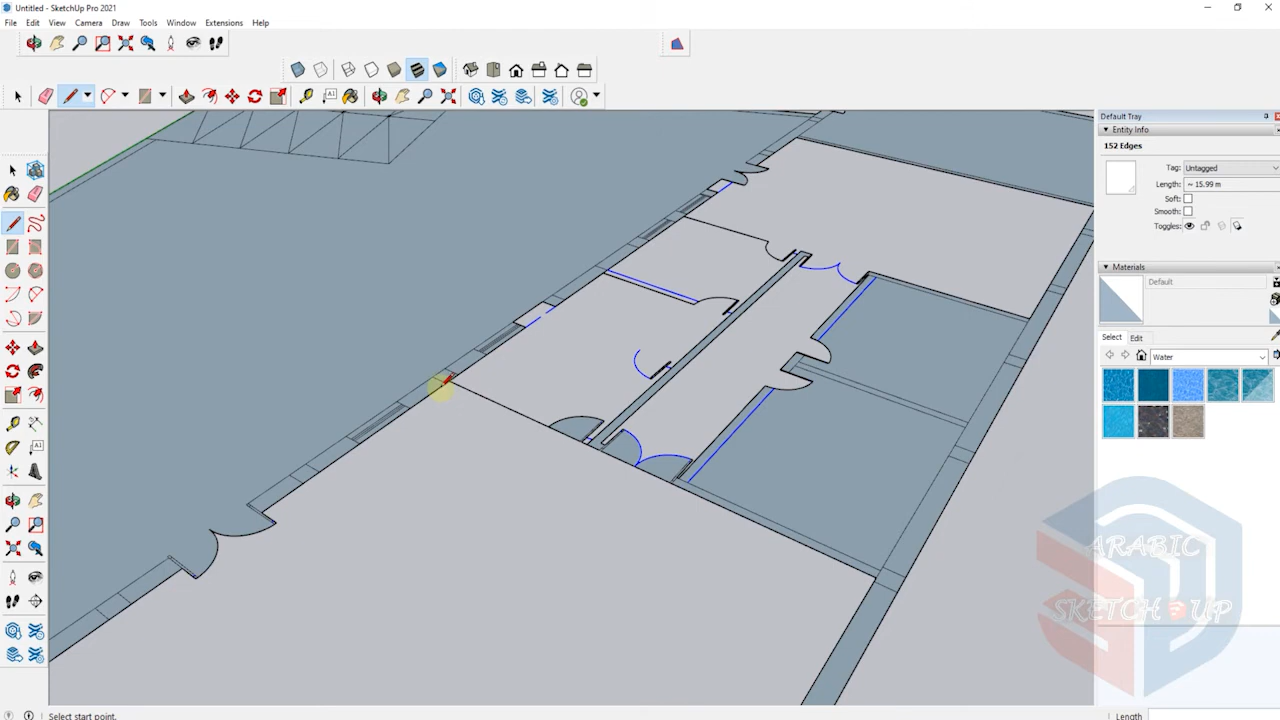 Untitled - SketchUp Pro 2021
File Edit View Camera Draw Tools Window Extensions Help
Default Tray
Entity Info
152 Edges
Tag: Untagged
Length: ~ 15.99 m
Soft:
Smooth:
Toggles:
Materials
Default
Select Edit
Water
ARABIC
SKETCH UP
Select start point.
Length